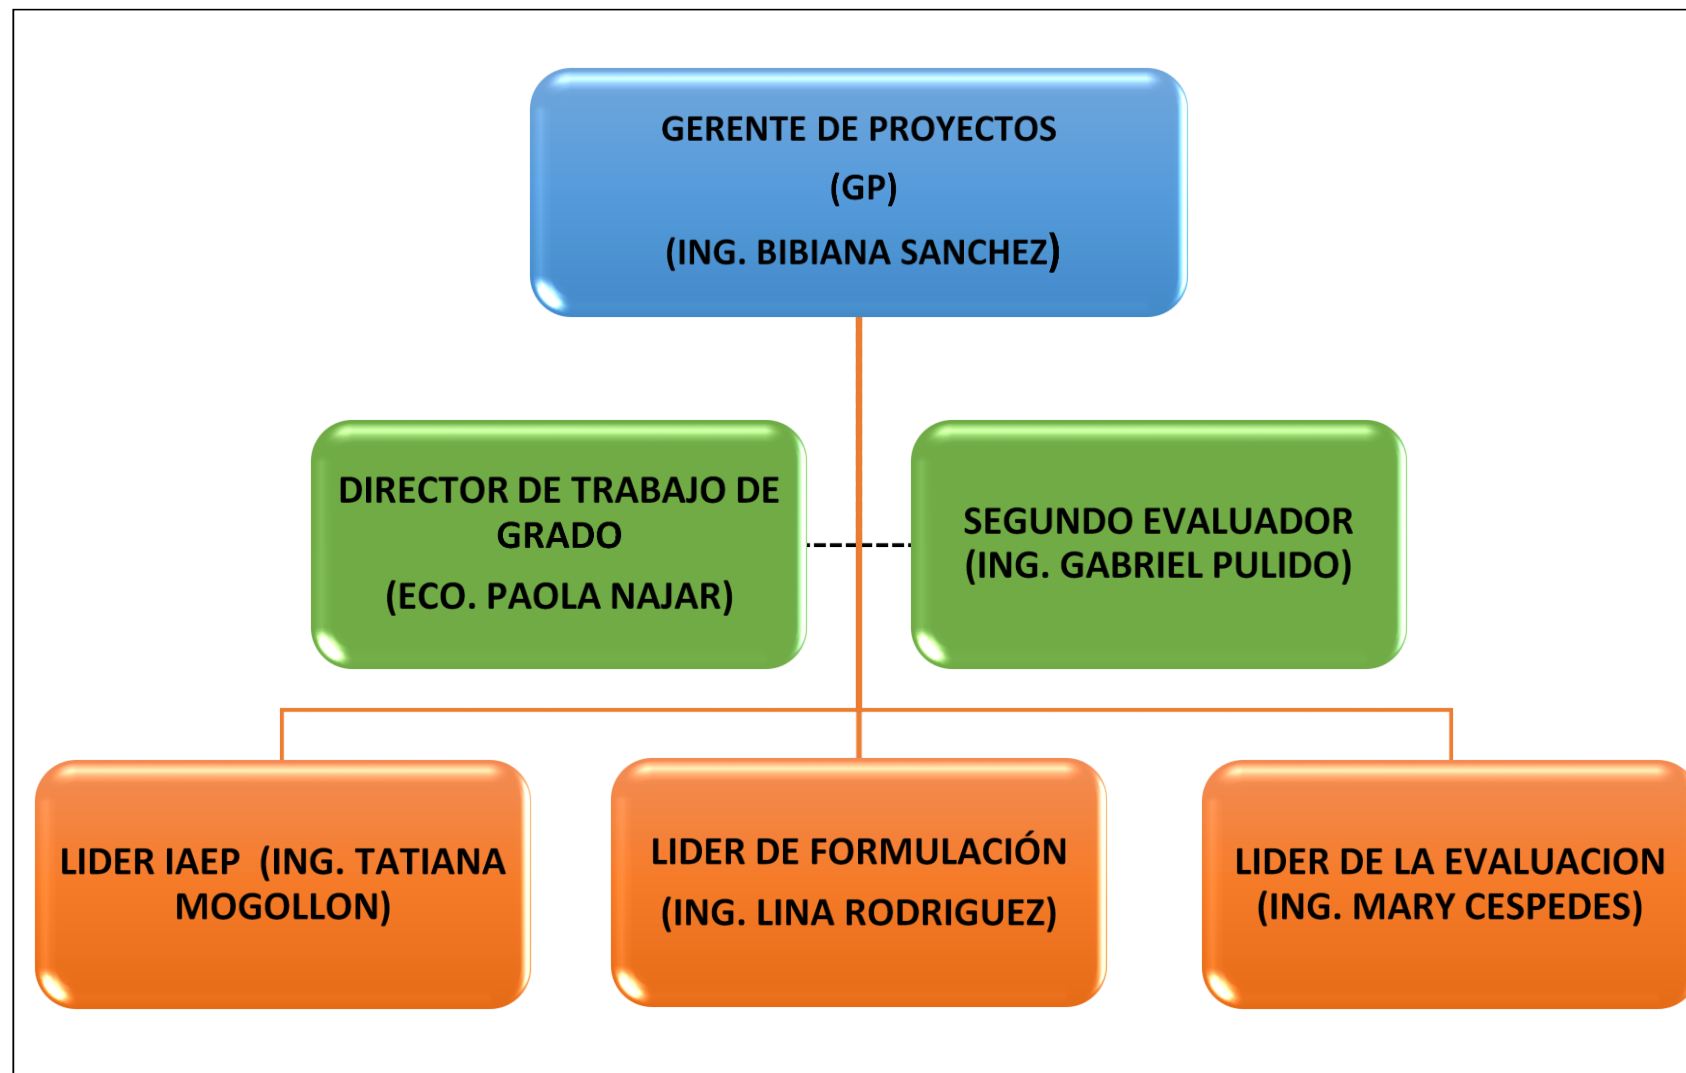 GERENTE DE PROYECTOS
(GP)
(ING. BIBIANA SANCHEZ)
DIRECTOR DE TRABAJO DE
GRADO
(ECO. PAOLA NAJAR)
SEGUNDO EVALUADOR
(ING. GABRIEL PULIDO)
LIDER IAEP (ING. TATIANA
MOGOLLON)
LIDER DE FORMULACIÓN
(ING. LINA RODRIGUEZ)
LIDER DE LA EVALUACION
(ING. MARY CESPEDES)